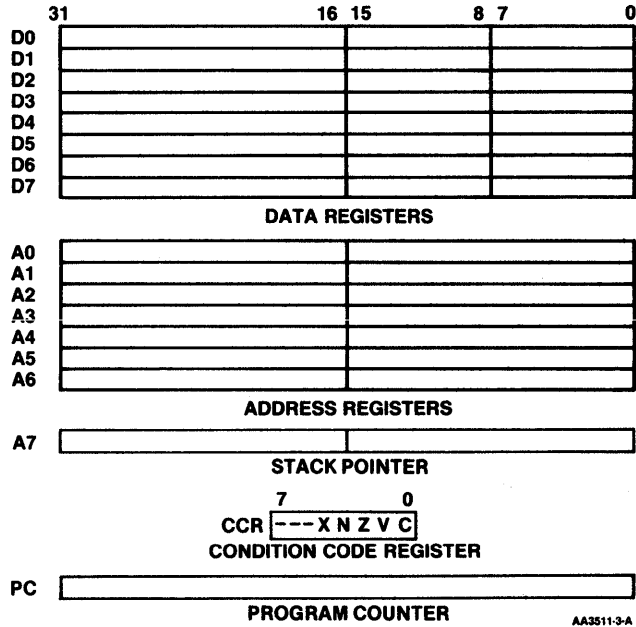 31 16 15 8 7 0
D0
D1
D2
D3
D4
D5
D6
D7
DATA REGISTERS
A0
A1
A2
A3
A4
A5
A6
ADDRESS REGISTERS
A7
STACK POINTER
7 0
CCR ---X N Z V C
CONDITION CODE REGISTER
PC
PROGRAM COUNTER
AA3511-3-A